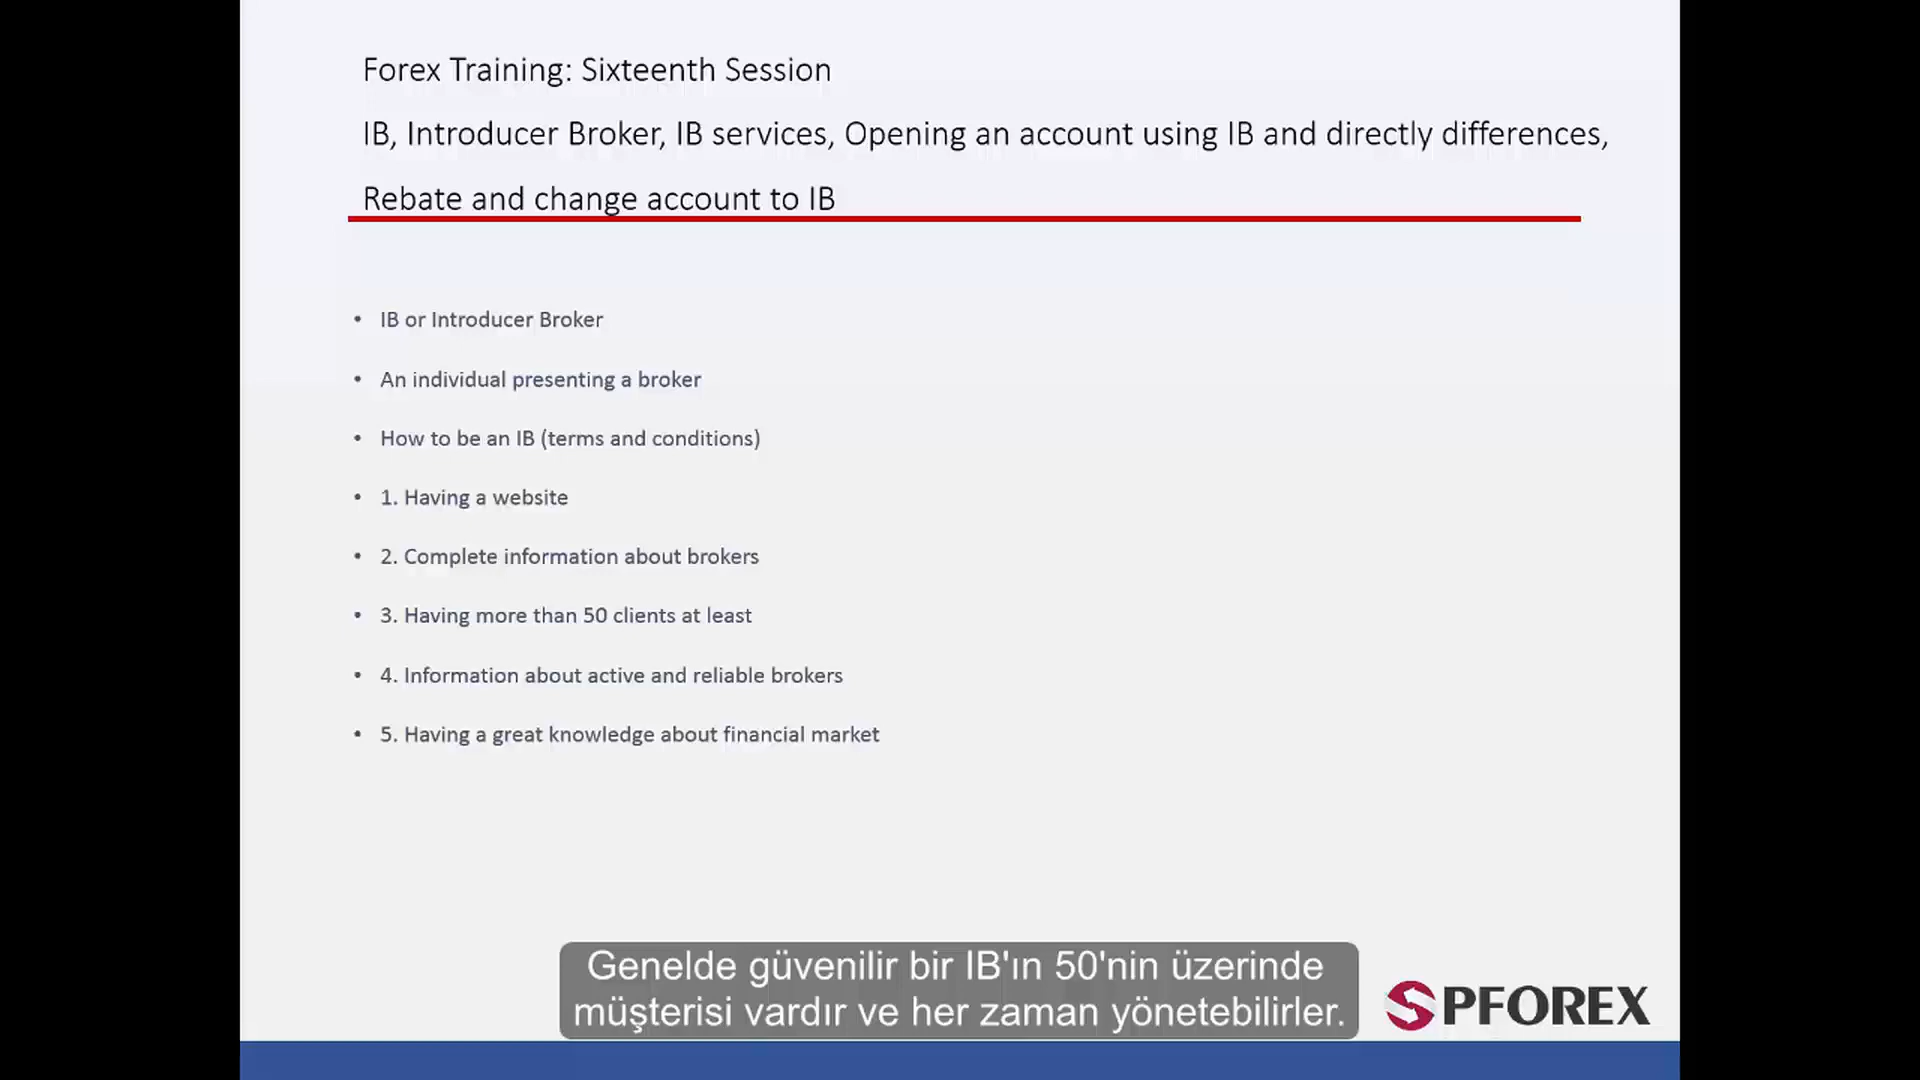 Forex Training: Sixteenth Session
IB, Introducer Broker, IB services, Opening an account using IB and directly differences,
Rebate and change account to IB
• IB or Introducer Broker
• An individual presenting a broker
• How to be an IB (terms and conditions)
• 1. Having a website
• 2. Complete information about brokers
• 3. Having more than 50 clients at least
• 4. Information about active and reliable brokers
• 5. Having a great knowledge about financial market
Genelde güvenilir bir IB'ın 50'nin üzerinde
müşterisi vardır ve her zaman yönetebilirler.
SPFOREX